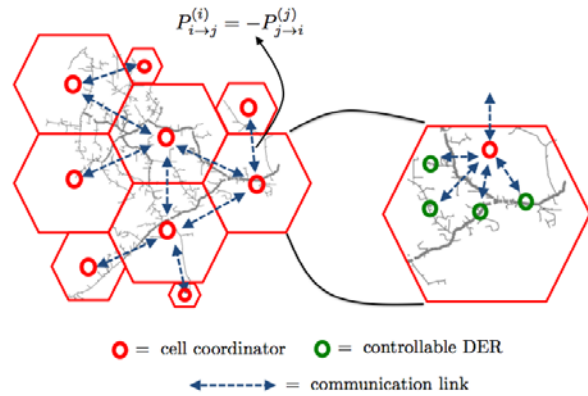 P_{i→j}^{(i)} = −P_{j→i}^{(j)}
= cell coordinator = controllable DER
= communication link